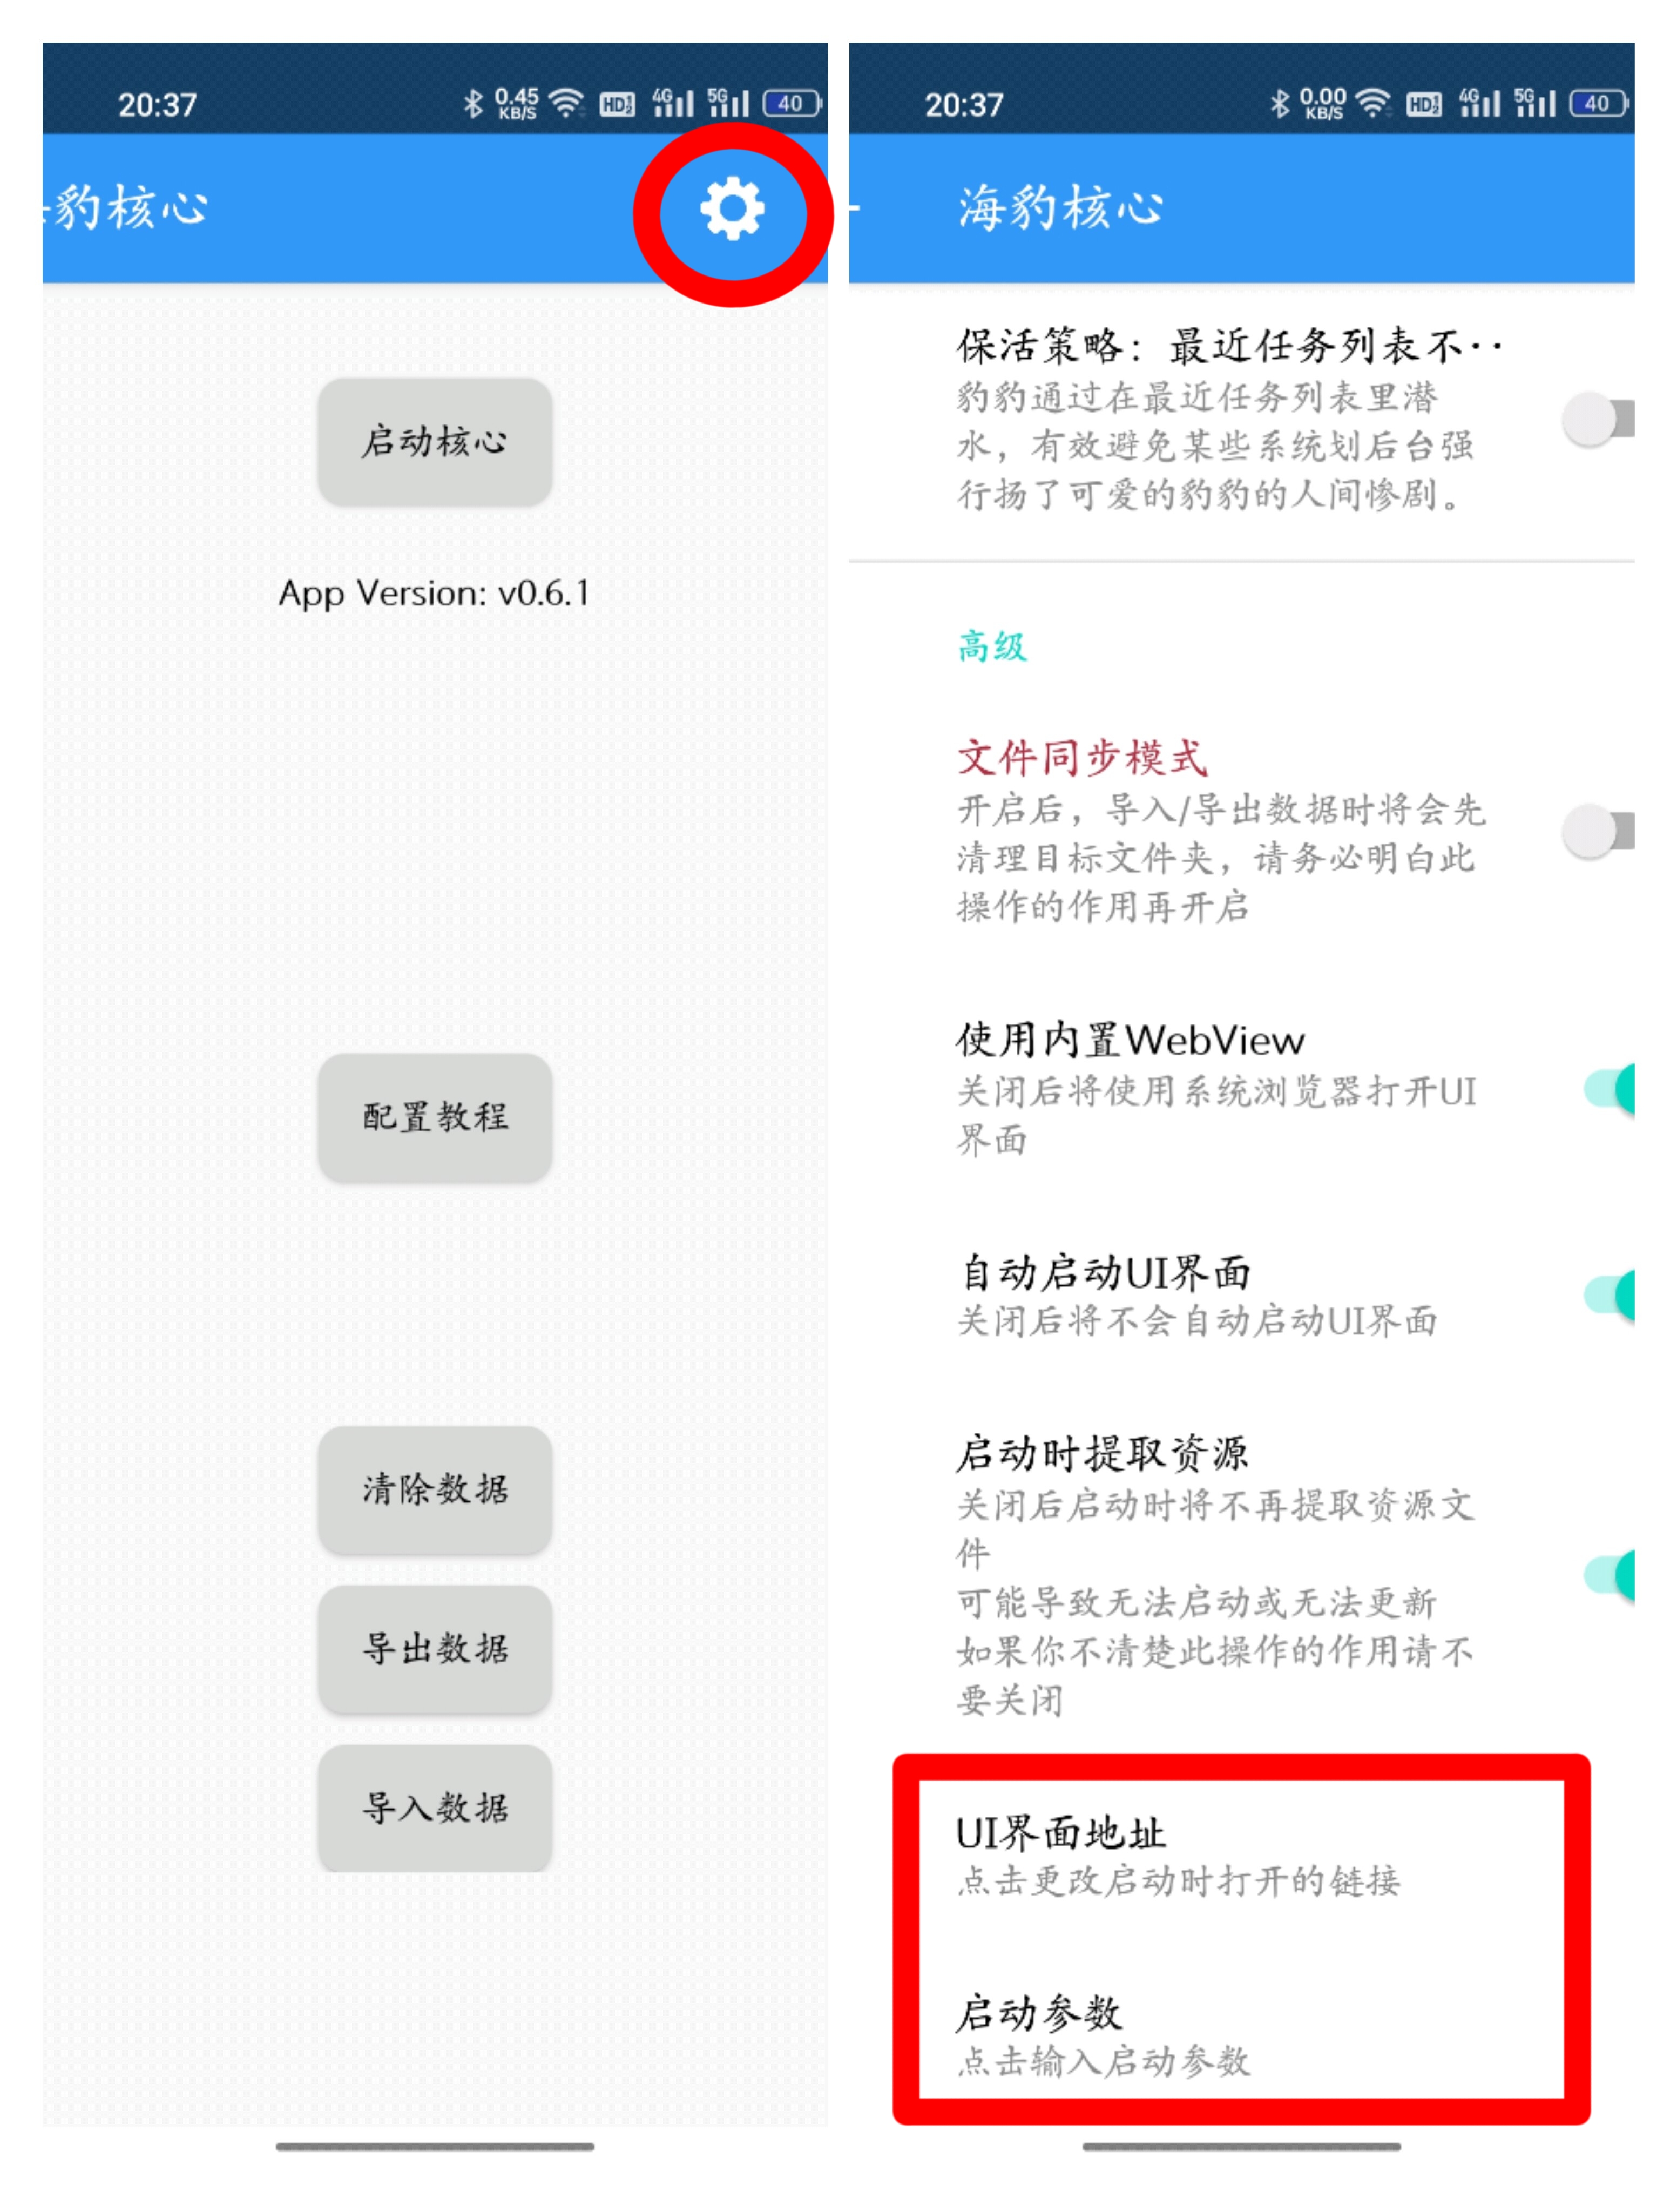 20:37
0.45 KB/S HD 4G 5G 40
豹核心
启动核心
App Version: v0.6.1
配置教程
清除数据
导出数据
导入数据
20:37
0.00 KB/S HD 4G 5G 40
海豹核心
保活策略：最近任务列表不··
豹豹通过在最近任务列表里潜
水，有效避免某些系统划后台强
行扬了可爱的豹豹的人间惨剧。
高级
文件同步模式
开启后，导入/导出数据时将会先
清理目标文件夹，请务必明白此
操作的作用再开启
使用内置WebView
关闭后将使用系统浏览器打开UI
界面
自动启动UI界面
关闭后将不会自动启动UI界面
启动时提取资源
关闭后启动时将不再提取资源文
件
可能导致无法启动或无法更新
如果你不清楚此操作的作用请不
要关闭
UI界面地址
点击更改启动时打开的链接
启动参数
点击输入启动参数